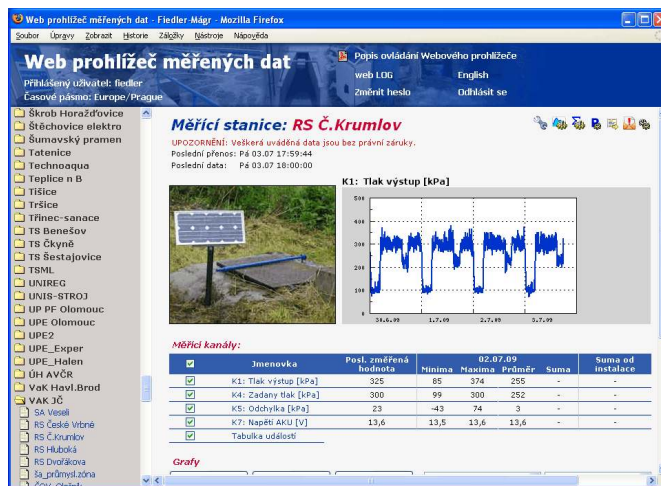 Web prohlížeč měřených dat - Fiedler-Mágr - Mozilla Firefox
Soubor Úpravy Zobrazit Historie Záložky Nástroje Nápověda
Web prohlížeč měřených dat
Přihlášený uživatel: fiedler
Časové pásmo: Europe/Prague
Popis ovládání Webového prohlížeče
web LOG English
Změnit heslo Odhlásit se
Škrob Horažďovice
Štěchovice elektro
Šumavský pramen
Tatenice
Technoaqua
Teplice n B
Tišice
Tršice
Třinec-sanace
TS Benešov
TS Čkyně
TS Šestajovice
TSML
UNIREG
UNIS-STROJ
UP PF Olomouc
UPE Olomouc
UPE2
UPE_Exper
UPE_Halen
ÚH AVČR
VaK Havl.Brod
VAK JČ
SA Veselí
RS České Vrbné
RS Č.Krumlov
RS Hluboká
RS Dvořákova
ša_průmysl.zóna
Měřící stanice: RS Č.Krumlov
UPOZORNĚNÍ: Veškerá uváděná data jsou bez právní záruky.
Poslední přenos: Pá 03.07 17:59:44
Poslední data: Pá 03.07 18:00:00
K1: Tlak výstup [kPa]
500
400
300
200
100
0
30.6.09 1.7.09 2.7.09 3.7.09
Měřící kanály:
Jmenovka Posl. změřená hodnota 02.07.09 Suma od instalace
Minima Maxima Průměr Suma
K1: Tlak výstup [kPa] 325 85 374 255 - -
K4: Zadany tlak [kPa] 300 99 300 252 - -
K5: Odchylka [kPa] 23 -43 74 3 - -
K7: Napětí AKU [V] 13,6 13,5 13,6 13,6 - -
Tabulka událostí
Grafy